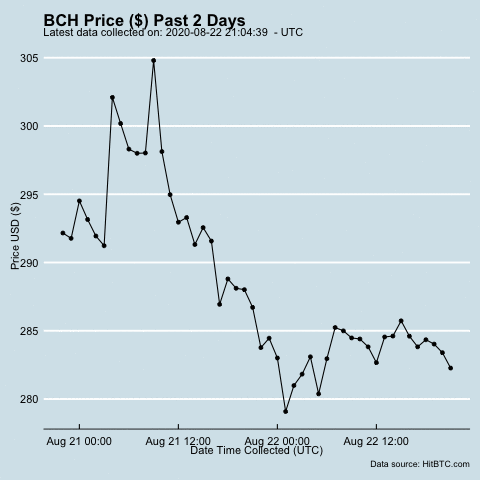 BCH Price ($) Past 2 Days
Latest data collected on: 2020-08-22 21:04:39  - UTC
305
300
295
290
285
280
Price USD ($)
Aug 21 00:00 Aug 21 12:00 Aug 22 00:00 Aug 22 12:00
Date Time Collected (UTC)
Data source: HitBTC.com